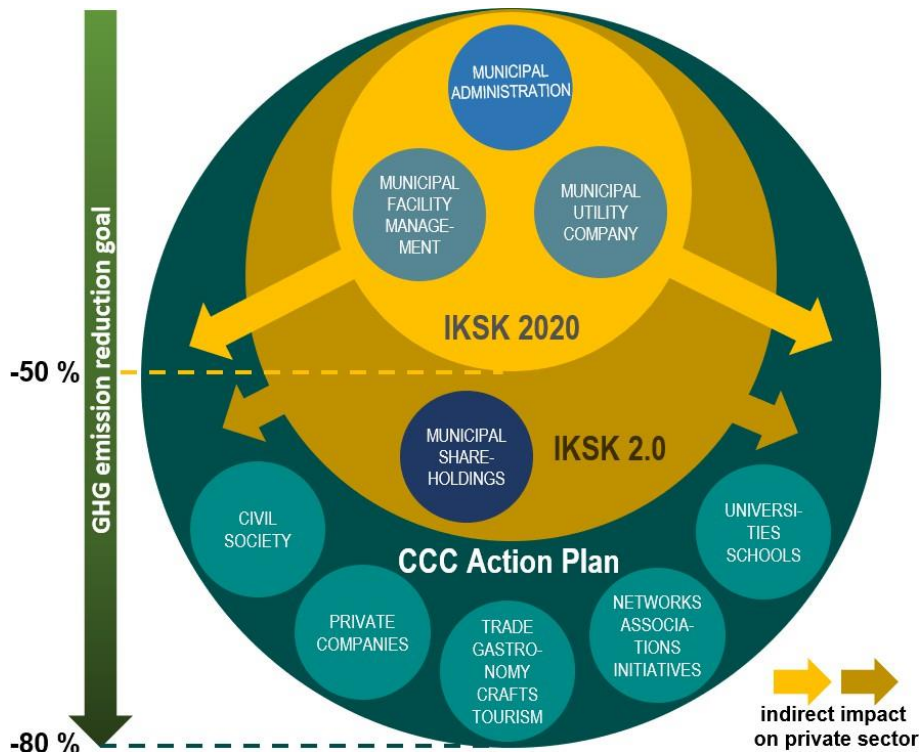 MUNICIPAL
ADMINISTRATION
MUNICIPAL
FACILITY
MANAGE-
MENT
MUNICIPAL
UTILITY
COMPANY
IKSK 2020
GHG emission reduction goal
-50 %
MUNICIPAL
SHARE-
HOLDINGS
IKSK 2.0
CIVIL
SOCIETY
UNIVERSI-
TIES
SCHOOLS
CCC Action Plan
PRIVATE
COMPANIES
TRADE
GASTRO-
NOMY
CRAFTS
TOURISM
NETWORKS
ASSOCIA-
TIONS
INITIATIVES
indirect impact
on private sector
-80 %